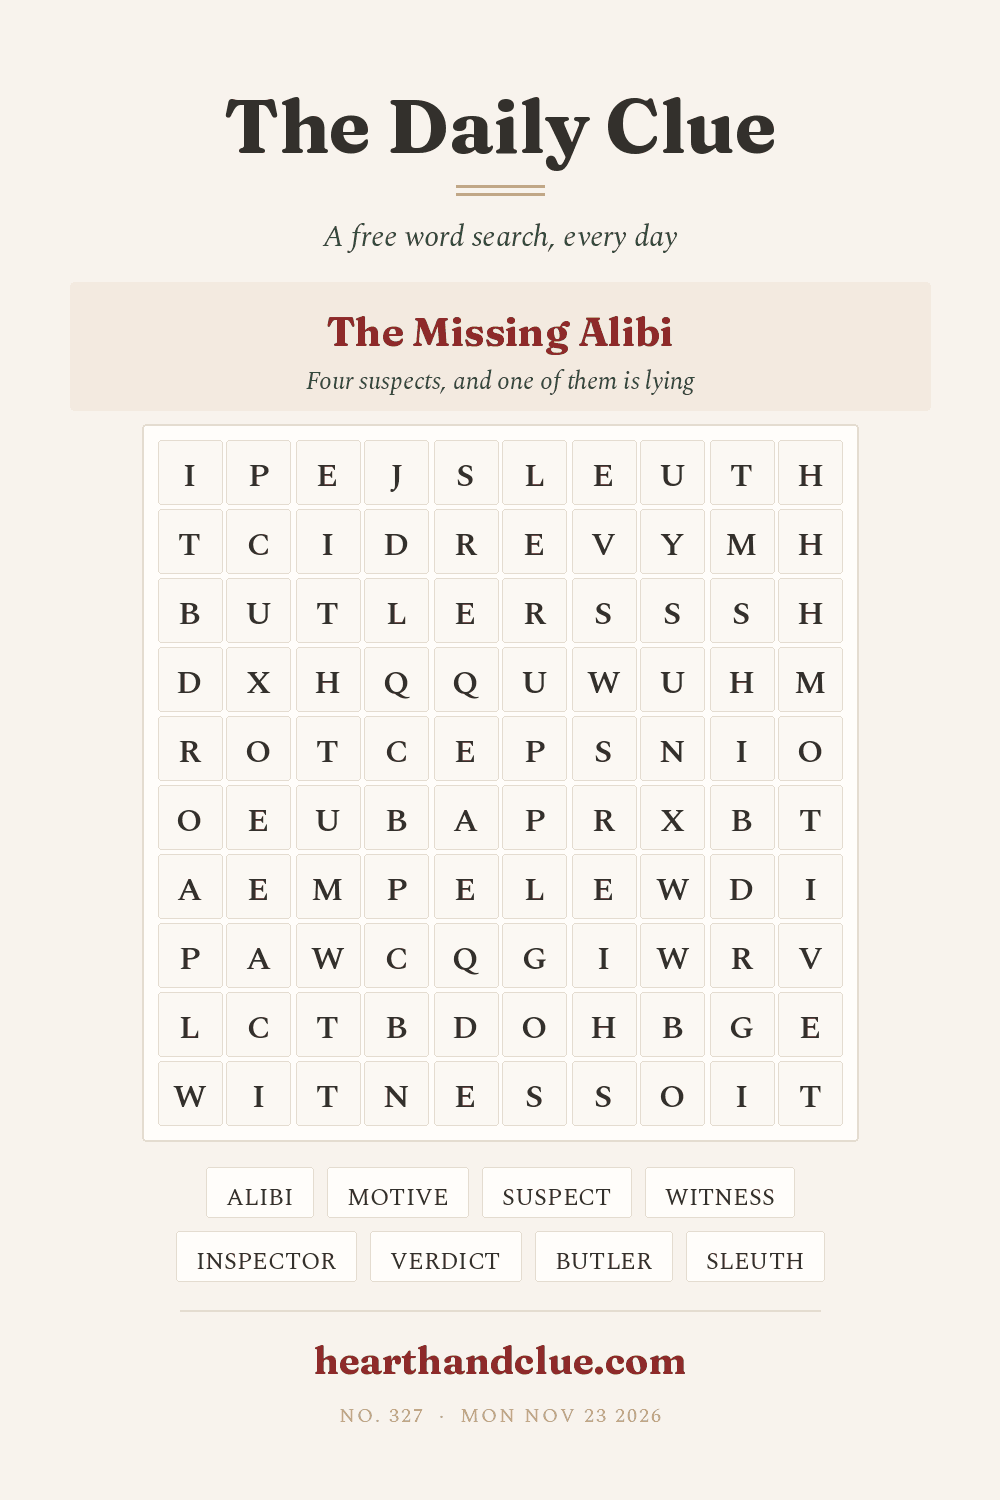 The Daily Clue
A free word search, every day
The Missing Alibi
Four suspects, and one of them is lying
I P E J S L E U T H
T C I D R E V Y M H
B U T L E R S S S H
D X H Q Q U W U H M
R O T C E P S N I O
O E U B A P R X B T
A E M P E L E W D I
P A W C Q G I W R V
L C T B D O H B G E
W I T N E S S O I T
ALIBI MOTIVE SUSPECT WITNESS
INSPECTOR VERDICT BUTLER SLEUTH
hearthandclue.com
NO. 327 · MON NOV 23 2026